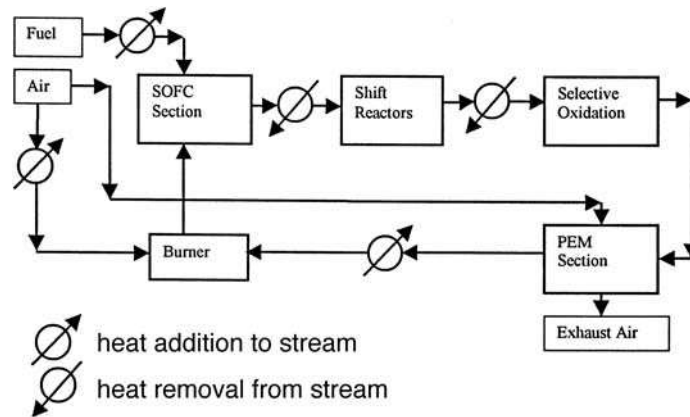 Fuel
Air
SOFC
Section
Shift
Reactors
Selective
Oxidation
Burner
PEM
Section
Exhaust Air
heat addition to stream
heat removal from stream